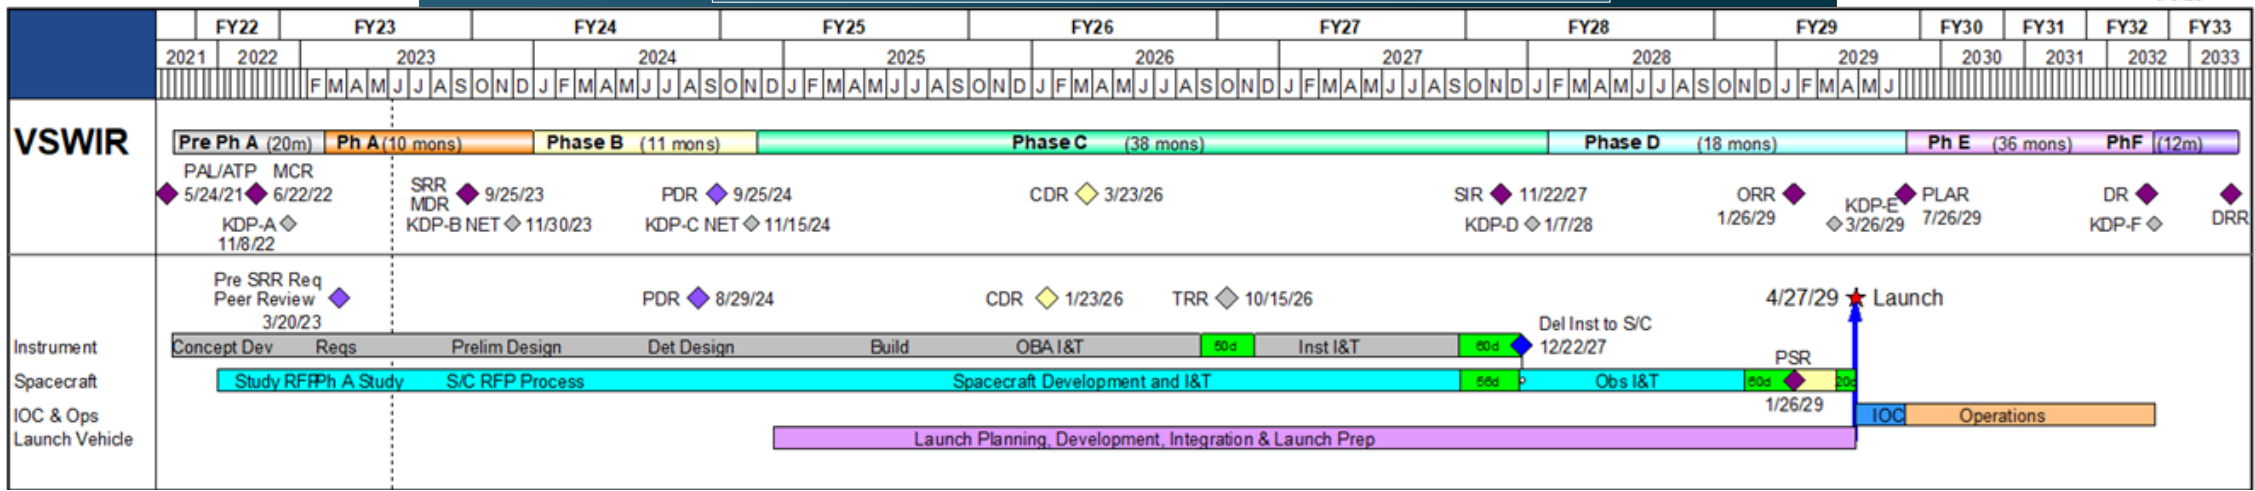 FY22 FY23 FY24 FY25 FY26 FY27 FY28 FY29 FY30 FY31 FY32 FY33
2021 2022 2023 2024 2025 2026 2027 2028 2029 2030 2031 2032 2033
F M A M J J A S O N D J F M A M J J A S O N D J F M A M J J A S O N D J F M A M J J A S O N D J F M A M J J A S O N D J F M A M J J A S O N D J F M A M J
VSWIR
Pre Ph A (20m) Ph A (10 mons) Phase B (11 mons) Phase C (38 mons) Phase D (18 mons) Ph E (36 mons) PhF (12m)
PAL/ATP MCR
5/24/21 6/22/22 SRR MDR 9/25/23 PDR 9/25/24 CDR 3/23/26 SIR 11/22/27 ORR 1/26/29 KDP-E 3/26/29 PLAR 7/26/29 DR DRR
KDP-A 11/8/22 KDP-B NET 11/30/23 KDP-C NET 11/15/24 KDP-D 1/7/28 KDP-F
Pre SRR Req
Peer Review
3/20/23
PDR 8/29/24 CDR 1/23/26 TRR 10/15/26 4/27/29 Launch
Del Inst to S/C
12/22/27
Instrument Concept Dev Reqs Prelim Design Det Design Build OBA I&T 60d Inst I&T 60d
PSR
Spacecraft Study RFP Ph A Study S/C RFP Process Spacecraft Development and I&T 56d Obs I&T 60d 20d
1/26/29
IOC & Ops IOC Operations
Launch Vehicle Launch Planning, Development, Integration & Launch Prep